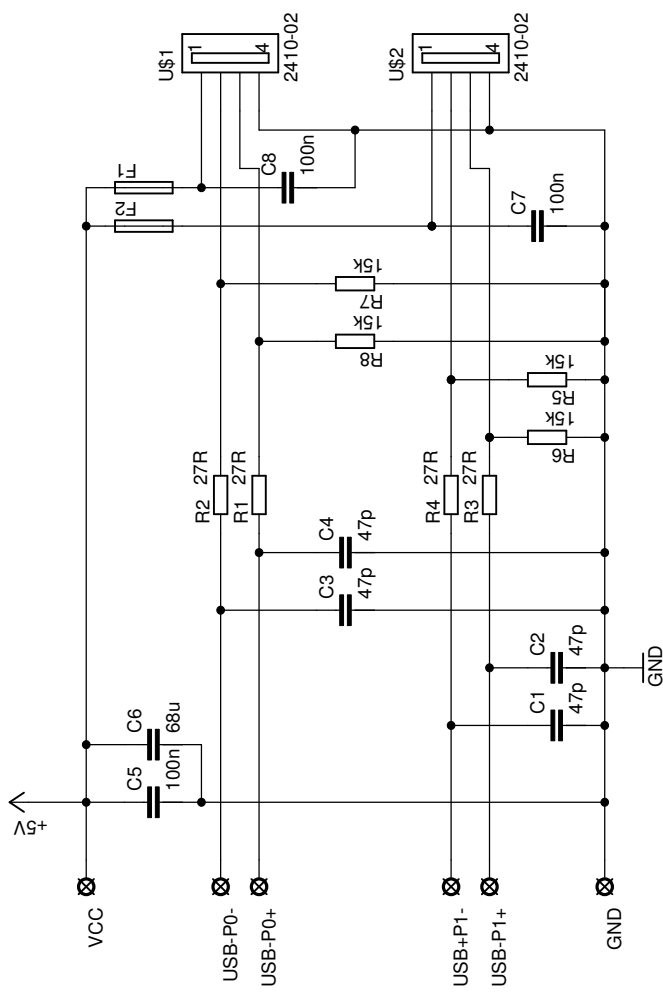 U$1
1
4
2410-02
U$2
1
4
2410-02
F1
F2
C8
100n
C7
100n
R7
15k
R8
15k
R5
15k
R6
15k
R2
27R
R1
27R
R4
27R
R3
27R
C4
47p
C3
47p
C2
47p
C1
47p
GND
C6
68u
C5
100n
+5V
VCC
USB-P0-
USB-P0+
USB+P1-
USB-P1+
GND